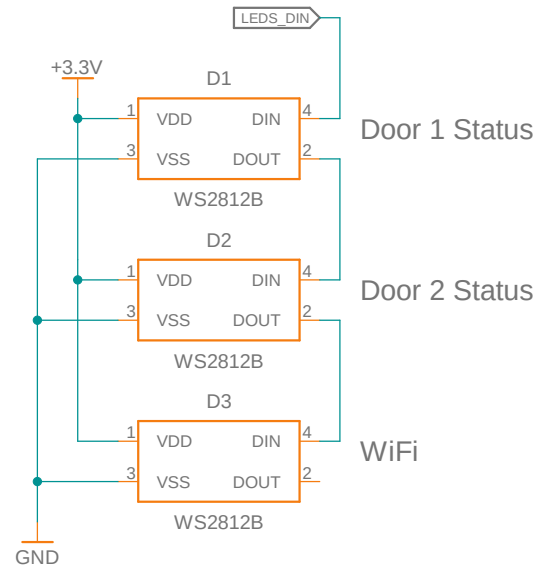 LEDS_DIN
+3.3V
D1
1 VDD DIN 4
Door 1 Status
3 VSS DOUT 2
WS2812B
D2
1 VDD DIN 4
Door 2 Status
3 VSS DOUT 2
WS2812B
D3
1 VDD DIN 4
WiFi
3 VSS DOUT 2
WS2812B
GND